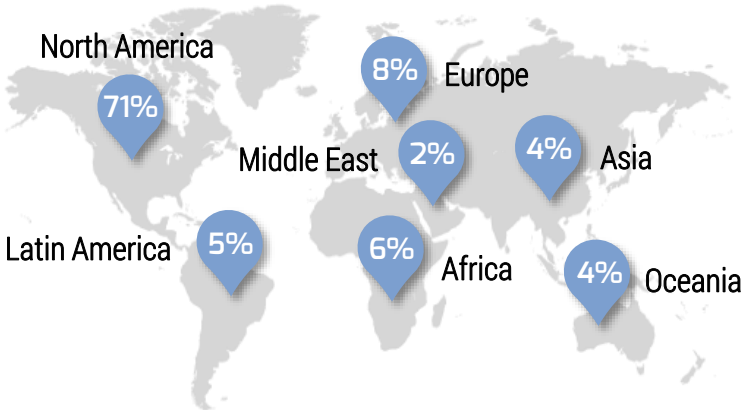 North America
71%
8%
Europe
Middle East
2%
4%
Asia
Latin America
5%
6%
Africa
4%
Oceania